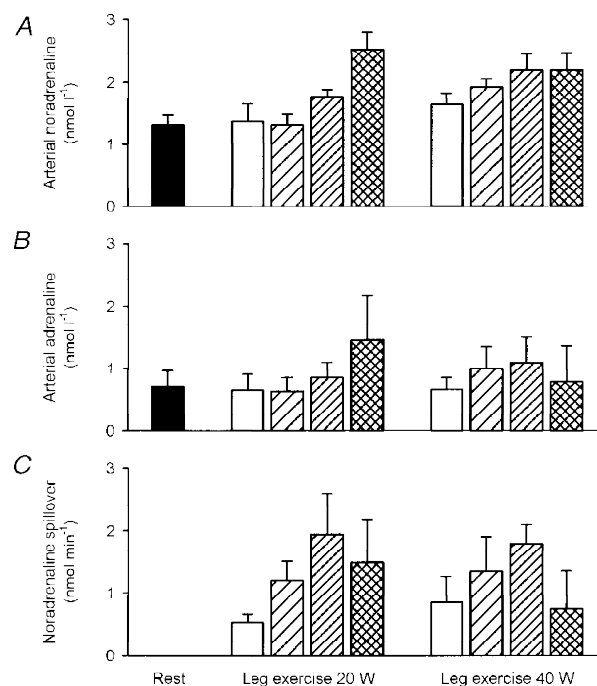 A
Arterial noradrenaline
(nmol l⁻¹)
3
2
1
0
B
Arterial adrenaline
(nmol l⁻¹)
3
2
1
0
C
Noradrenaline spillover
(nmol min⁻¹)
3
2
1
0
Rest Leg exercise 20 W Leg exercise 40 W